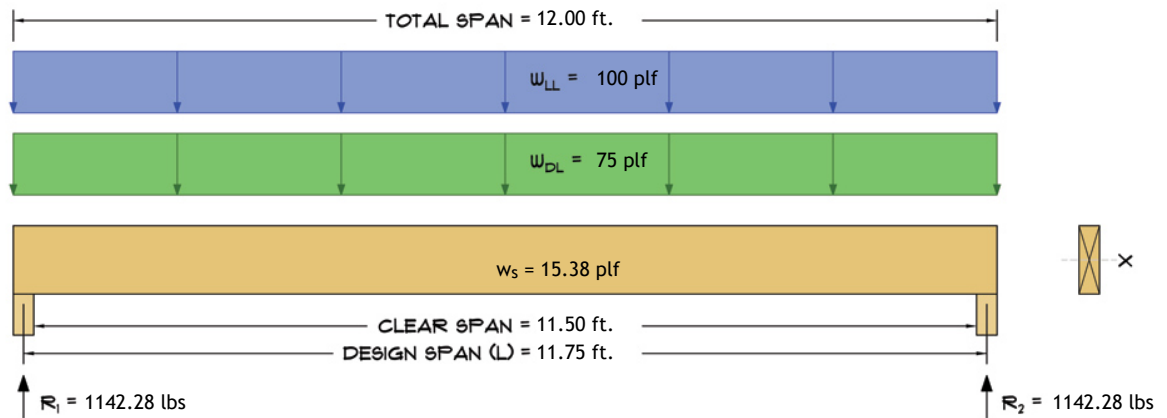 TOTAL SPAN = 12.00 ft.
WLL = 100 plf
WDL = 75 plf
ws = 15.38 plf
X
CLEAR SPAN = 11.50 ft.
DESIGN SPAN (L) = 11.75 ft.
R1 = 1142.28 lbs
R2 = 1142.28 lbs